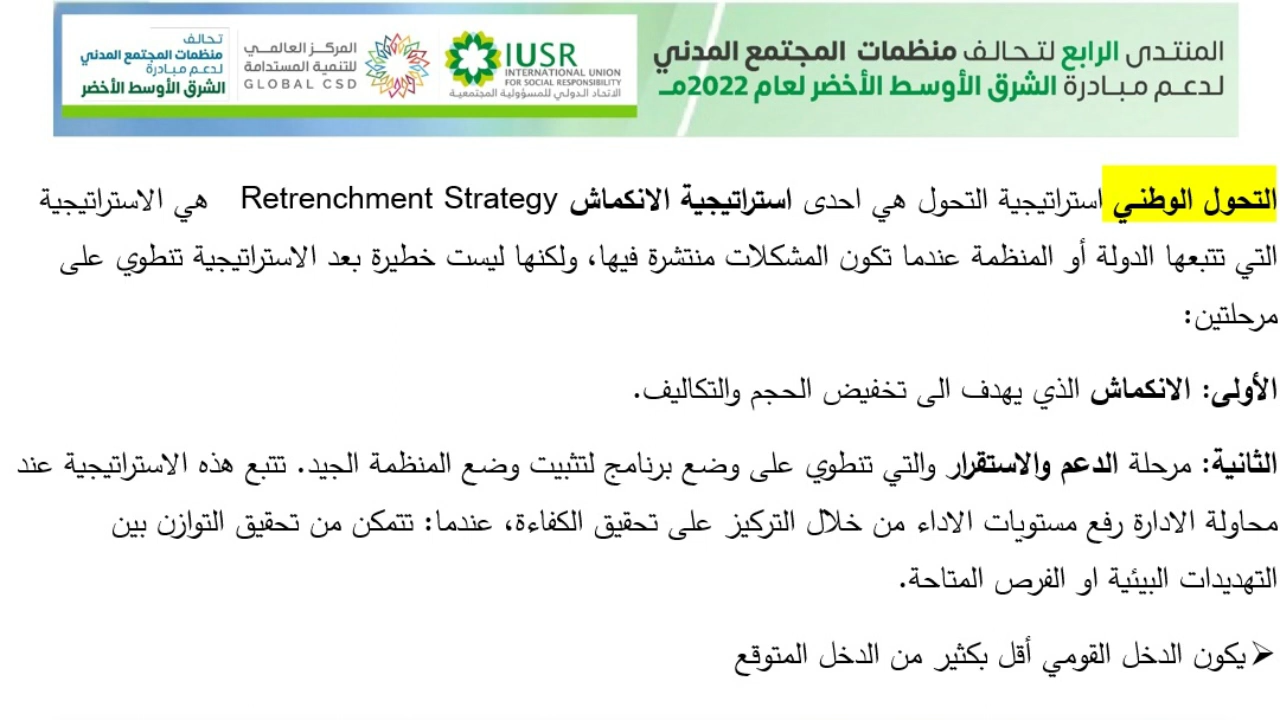 المنتدى الرابع لتحالف منظمات المجتمع المدني
لدعم مبادرة الشرق الأوسط الأخضر لعام 2022مـ
IUSR
INTERNATIONAL UNION
FOR SOCIAL RESPONSIBILITY
الاتحاد الدولي للمسؤولية المجتمعية
المركز العالمي
للتنمية المستدامة
GLOBAL CSD
تحالف
منظمات المجتمع المدني
لدعم مبادرة
الشرق الأوسط الأخضر
التحول الوطني استراتيجية التحول هي احدى استراتيجية الانكماش Retrenchment Strategy هي الاستراتيجية
التي تتبعها الدولة أو المنظمة عندما تكون المشكلات منتشرة فيها، ولكنها ليست خطيرة بعد الاستراتيجية تنطوي على
مرحلتين:
الأولى: الانكماش الذي يهدف الى تخفيض الحجم والتكاليف.
الثانية: مرحلة الدعم والاستقرار والتي تنطوي على وضع برنامج لتثبيت وضع المنظمة الجيد. تتبع هذه الاستراتيجية عند
محاولة الادارة رفع مستويات الاداء من خلال التركيز على تحقيق الكفاءة، عندما: تتمكن من تحقيق التوازن بين
التهديدات البيئية او الفرص المتاحة.
➢ يكون الدخل القومي أقل بكثير من الدخل المتوقع